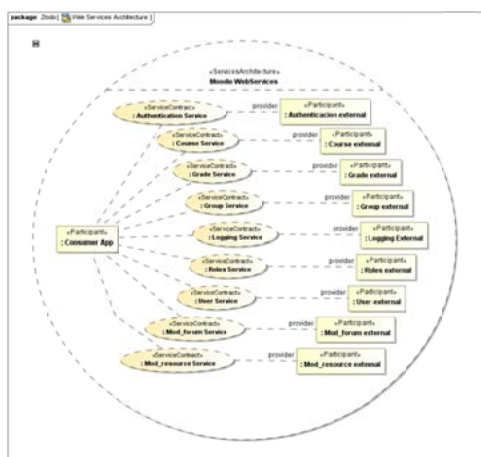 package Ztodo[ Web Services Architecture ]
«ServicesArchitecture»
Moodle WebServices
«ServiceContract»
: Authentication Service
provider
«Participant»
: Authenticacion external
«ServiceContract»
: Course Service
provider
«Participant»
: Course external
«ServiceContract»
: Grade Service
provider
«Participant»
: Grade external
«ServiceContract»
: Group Service
provider
«Participant»
: Group external
«Participant»
: Consumer App
«ServiceContract»
: Logging Service
provider
«Participant»
: Logging External
«ServiceContract»
: Roles Service
provider
«Participant»
: Roles external
«ServiceContract»
: User Service
provider
«Participant»
: User external
«ServiceContract»
: Mod_forum Service
provider
«Participant»
: Mod_forum external
«ServiceContract»
: Mod_resource Service
provider
«Participant»
: Mod_resource external